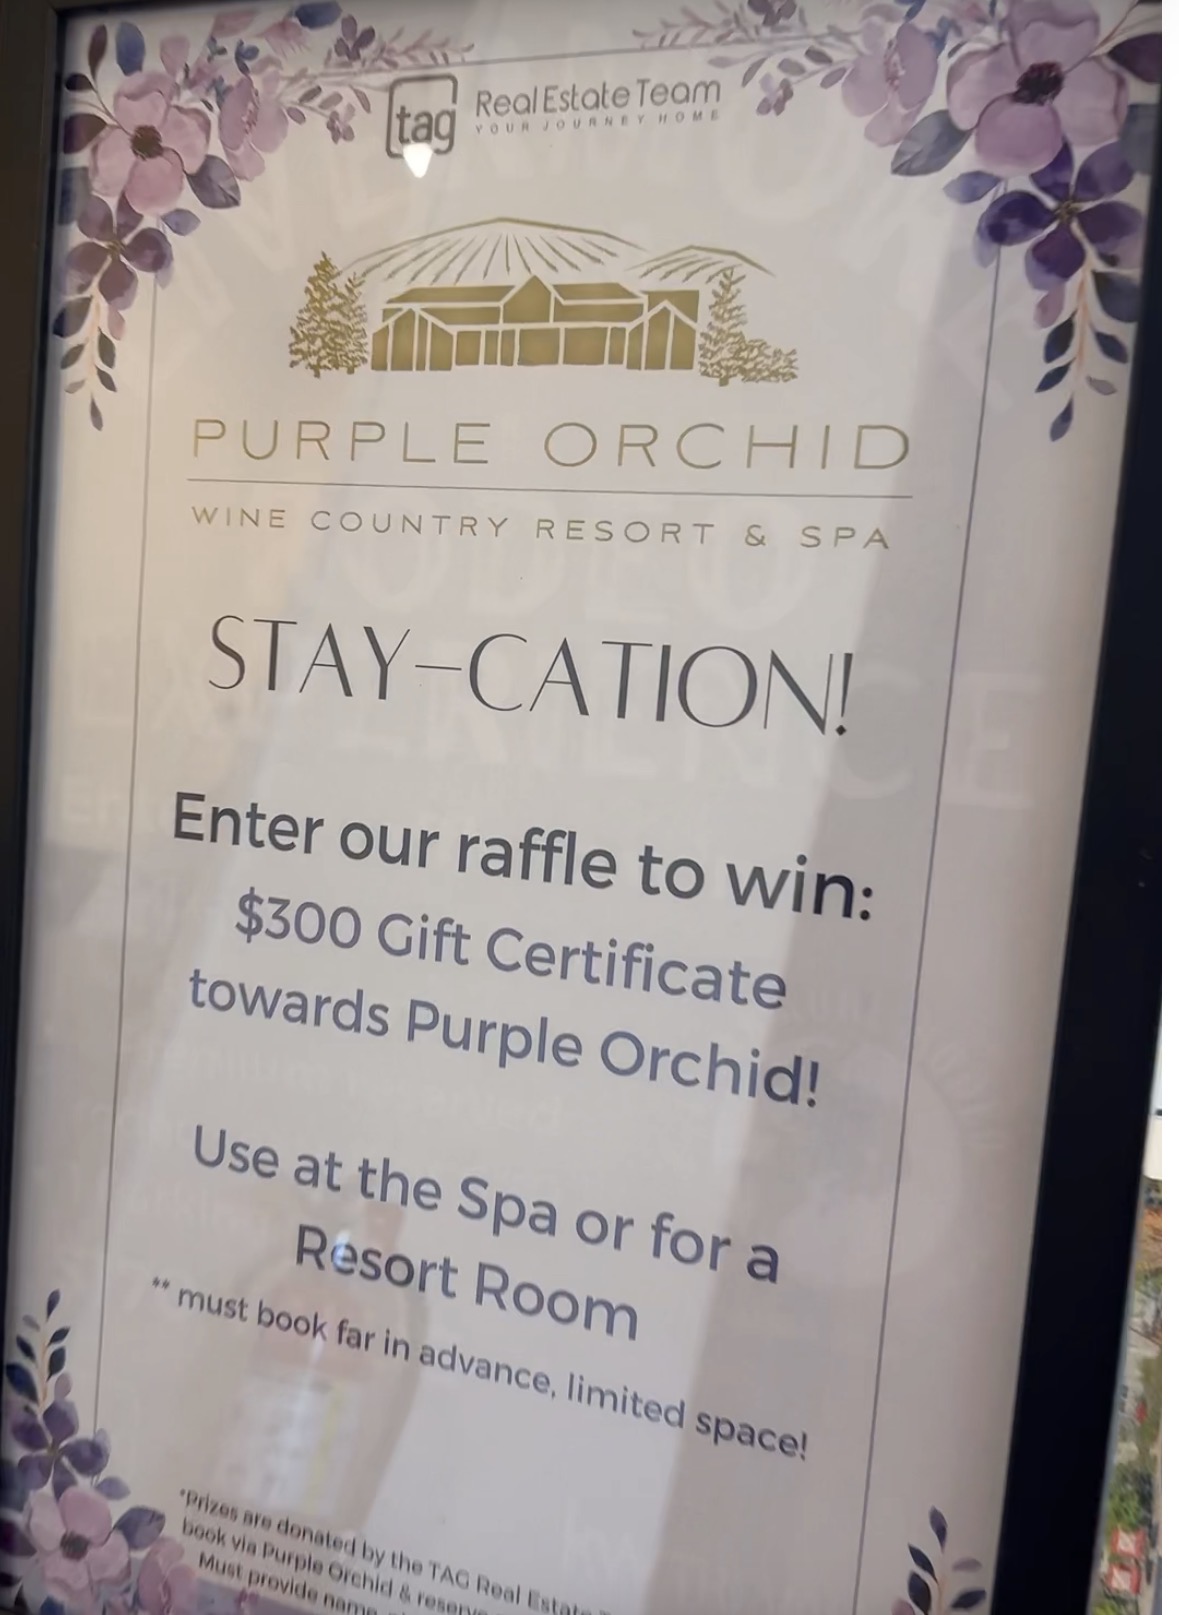 tag Real Estate Team
YOUR JOURNEY HOME
PURPLE ORCHID
WINE COUNTRY RESORT & SPA
STAY-CATION!
Enter our raffle to win:
$300 Gift Certificate
towards Purple Orchid!
Use at the Spa or for a
Resort Room
** must book far in advance, limited space!
*Prizes are donated by the TAG Real Estate
book via Purple Orchid &
Must provide name